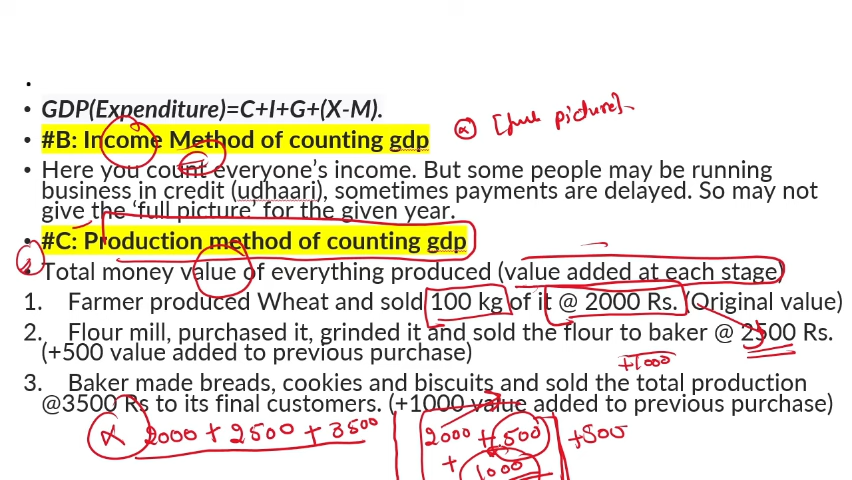 .
• GDP(Expenditure)=C+I+G+(X-M).
[full picture]
• #B: Income Method of counting gdp
• Here you count everyone's income. But some people may be running
business in credit (udhaari), sometimes payments are delayed. So may not
give the 'full picture' for the given year.
• #C: Production method of counting gdp
• Total money value of everything produced (value added at each stage)
1. Farmer produced Wheat and sold 100 kg of it @ 2000 Rs. (Original value)
2. Flour mill, purchased it, grinded it and sold the flour to baker @ 2500 Rs.
(+500 value added to previous purchase)
+1000
3. Baker made breads, cookies and biscuits and sold the total production
@3500 Rs to its final customers. (+1000 value added to previous purchase)
2000 + 2500 + 3500
2000 + 500 +500
+ 1000